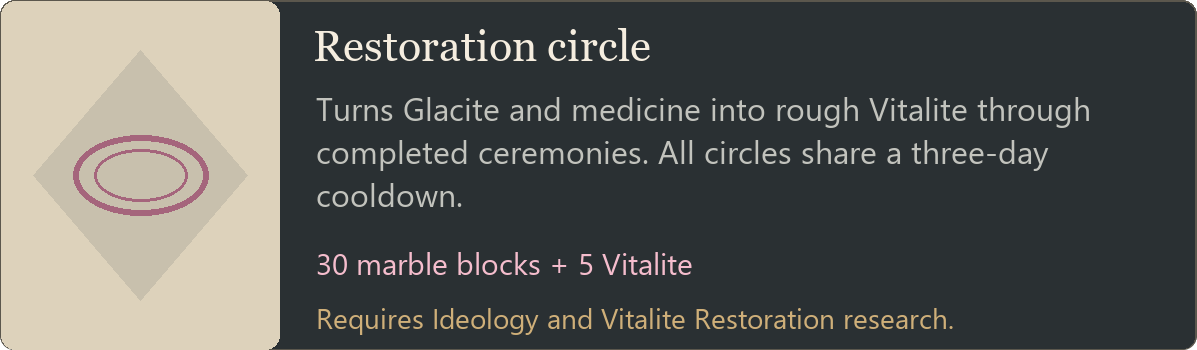 Restoration circle
Turns Glacite and medicine into rough Vitalite through
completed ceremonies. All circles share a three-day
cooldown.
30 marble blocks + 5 Vitalite
Requires Ideology and Vitalite Restoration research.